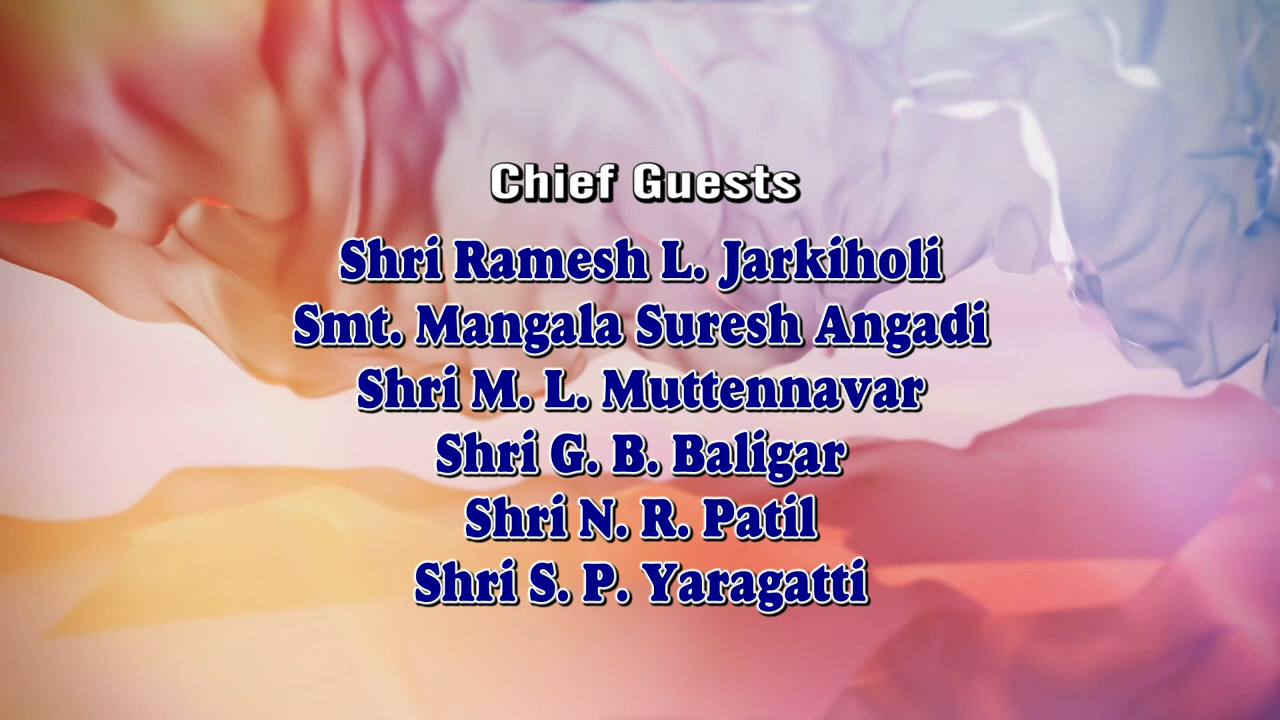 Chief Guests
Shri Ramesh L. Jarkiholi
Smt. Mangala Suresh Angadi
Shri M. L. Muttennavar
Shri G. B. Baligar
Shri N. R. Patil
Shri S. P. Yaragatti